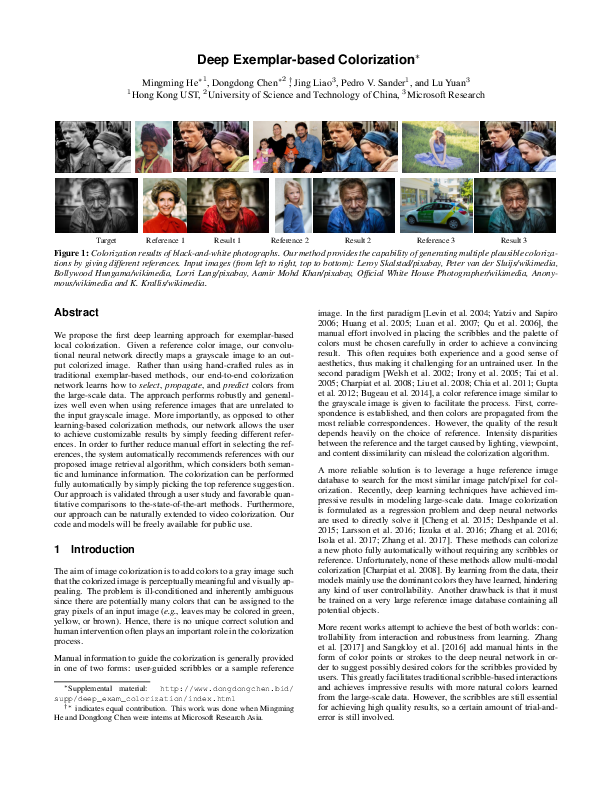 Deep Exemplar-based Colorization*
Mingming He*1, Dongdong Chen*2 †, Jing Liao3, Pedro V. Sander1, and Lu Yuan3
1Hong Kong UST, 2University of Science and Technology of China, 3Microsoft Research
Target Reference 1 Result 1 Reference 2 Result 2 Reference 3 Result 3
Figure 1: Colorization results of black-and-white photographs. Our method provides the capability of generating multiple plausible coloriza-
tions by giving different references. Input images (from left to right, top to bottom): Leroy Skalstad/pixabay, Peter van der Sluijs/wikimedia,
Bollywood Hungama/wikimedia, Lorri Lang/pixabay, Aamir Mohd Khan/pixabay, Official White House Photographer/wikimedia, Anony-
mous/wikimedia and K. Krallis/wikimedia.
Abstract
We propose the first deep learning approach for exemplar-based
local colorization. Given a reference color image, our convolu-
tional neural network directly maps a grayscale image to an out-
put colorized image. Rather than using hand-crafted rules as in
traditional exemplar-based methods, our end-to-end colorization
network learns how to select, propagate, and predict colors from
the large-scale data. The approach performs robustly and general-
izes well even when using reference images that are unrelated to
the input grayscale image. More importantly, as opposed to other
learning-based colorization methods, our network allows the user
to achieve customizable results by simply feeding different refer-
ences. In order to further reduce manual effort in selecting the ref-
erences, the system automatically recommends references with our
proposed image retrieval algorithm, which considers both seman-
tic and luminance information. The colorization can be performed
fully automatically by simply picking the top reference suggestion.
Our approach is validated through a user study and favorable quan-
titative comparisons to the-state-of-the-art methods. Furthermore,
our approach can be naturally extended to video colorization. Our
code and models will be freely available for public use.
1 Introduction
The aim of image colorization is to add colors to a gray image such
that the colorized image is perceptually meaningful and visually ap-
pealing. The problem is ill-conditioned and inherently ambiguous
since there are potentially many colors that can be assigned to the
gray pixels of an input image (e.g., leaves may be colored in green,
yellow, or brown). Hence, there is no unique correct solution and
human intervention often plays an important role in the colorization
process.
Manual information to guide the colorization is generally provided
in one of two forms: user-guided scribbles or a sample reference
*Supplemental material: http://www.dongdongchen.bid/
supp/deep_exam_colorization/index.html
†* indicates equal contribution. This work was done when Mingming
He and Dongdong Chen were interns at Microsoft Research Asia.
image. In the first paradigm [Levin et al. 2004; Yatziv and Sapiro
2006; Huang et al. 2005; Luan et al. 2007; Qu et al. 2006], the
manual effort involved in placing the scribbles and the palette of
colors must be chosen carefully in order to achieve a convincing
result. This often requires both experience and a good sense of
aesthetics, thus making it challenging for an untrained user. In the
second paradigm [Welsh et al. 2002; Irony et al. 2005; Tai et al.
2005; Charpiat et al. 2008; Liu et al. 2008; Chia et al. 2011; Gupta
et al. 2012; Bugeau et al. 2014], a color reference image similar to
the grayscale image is given to facilitate the process. First, corre-
spondence is established, and then colors are propagated from the
most reliable correspondences. However, the quality of the result
depends heavily on the choice of reference. Intensity disparities
between the reference and the target caused by lighting, viewpoint,
and content dissimilarity can mislead the colorization algorithm.
A more reliable solution is to leverage a huge reference image
database to search for the most similar image patch/pixel for col-
orization. Recently, deep learning techniques have achieved im-
pressive results in modeling large-scale data. Image colorization
is formulated as a regression problem and deep neural networks
are used to directly solve it [Cheng et al. 2015; Deshpande et al.
2015; Larsson et al. 2016; Iizuka et al. 2016; Zhang et al. 2016;
Isola et al. 2017; Zhang et al. 2017]. These methods can colorize
a new photo fully automatically without requiring any scribbles or
reference. Unfortunately, none of these methods allow multi-modal
colorization [Charpiat et al. 2008]. By learning from the data, their
models mainly use the dominant colors they have learned, hindering
any kind of user controllability. Another drawback is that it must
be trained on a very large reference image database containing all
potential objects.
More recent works attempt to achieve the best of both worlds: con-
trollability from interaction and robustness from learning. Zhang
et al. [2017] and Sangkloy et al. [2016] add manual hints in the
form of color points or strokes to the deep neural network in or-
der to suggest possibly desired colors for the scribbles provided by
users. This greatly facilitates traditional scribble-based interactions
and achieves impressive results with more natural colors learned
from the large-scale data. However, the scribbles are still essential
for achieving high quality results, so a certain amount of trial-and-
error is still involved.